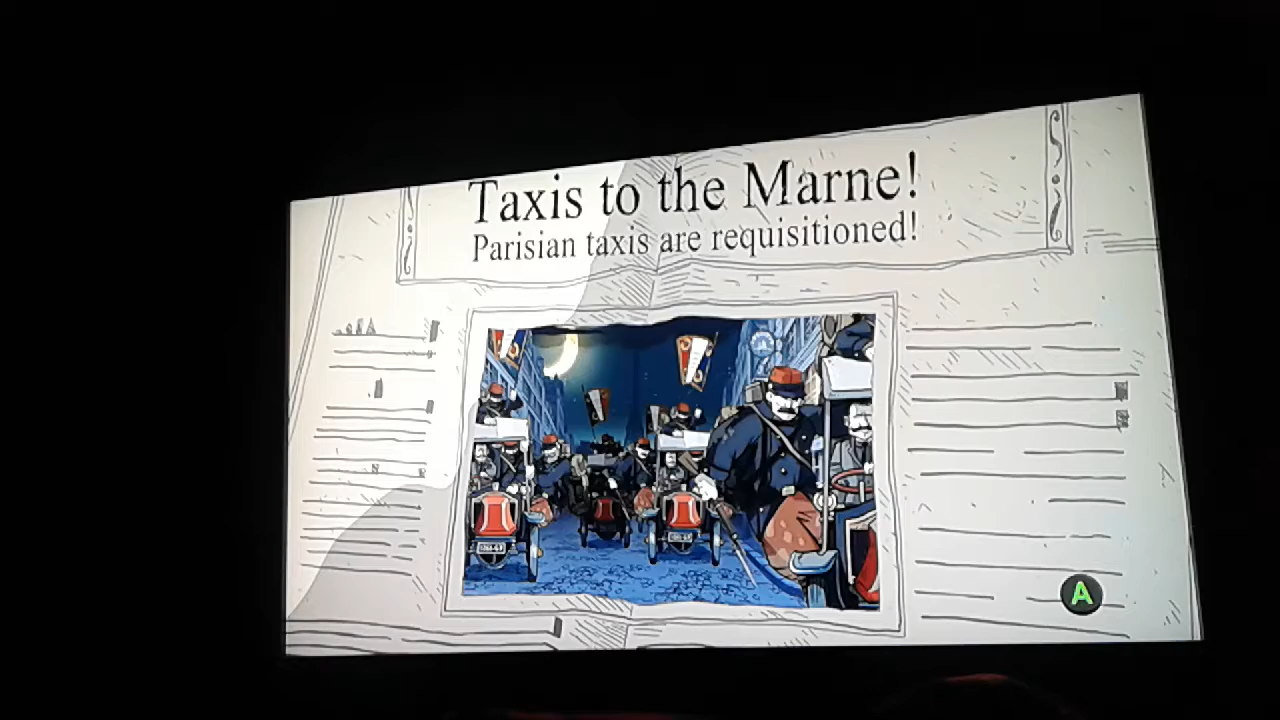 Taxis to the Marne!
Parisian taxis are requisitioned!
A